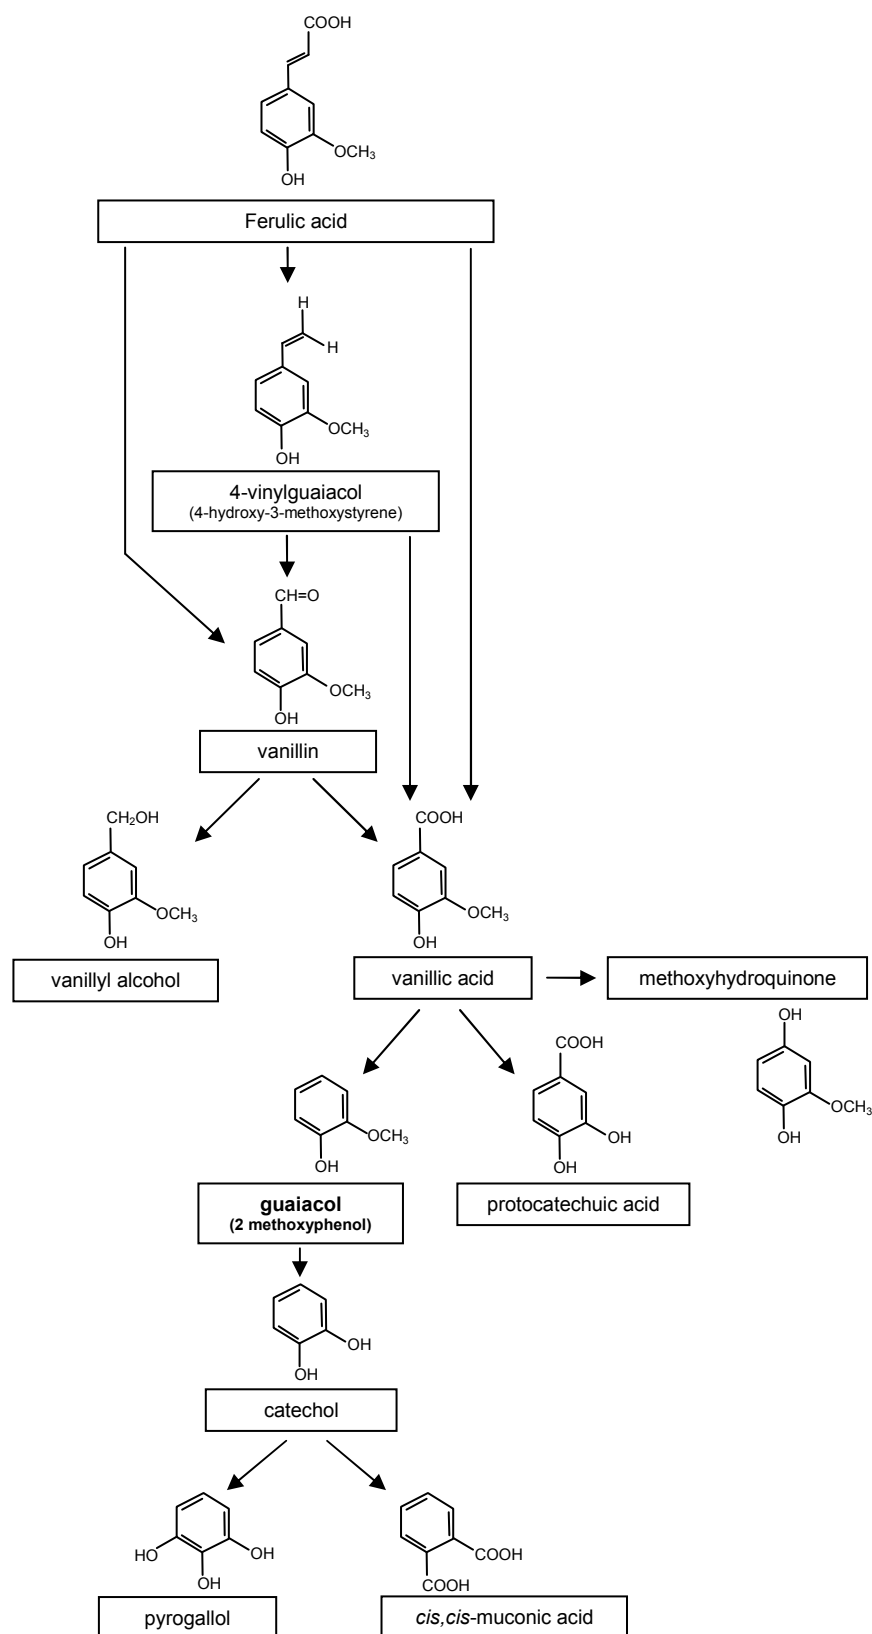 COOH
OCH₃
OH
Ferulic acid
H
H
OCH₃
OH
4-vinylguaiacol
(4-hydroxy-3-methoxystyrene)
CH=O
OCH₃
OH
vanillin
CH₂OH
OCH₃
OH
vanillyl alcohol
COOH
OCH₃
OH
vanillic acid
methoxyhydroquinone
OH
OCH₃
OH
OCH₃
OH
guaiacol
(2 methoxyphenol)
COOH
OH
OH
protocatechuic acid
OH
OH
catechol
HO
OH
OH
pyrogallol
COOH
COOH
cis,cis-muconic acid